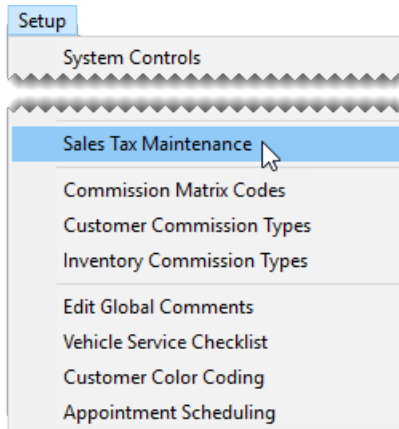 Setup
System Controls
Sales Tax Maintenance
Commission Matrix Codes
Customer Commission Types
Inventory Commission Types
Edit Global Comments
Vehicle Service Checklist
Customer Color Coding
Appointment Scheduling